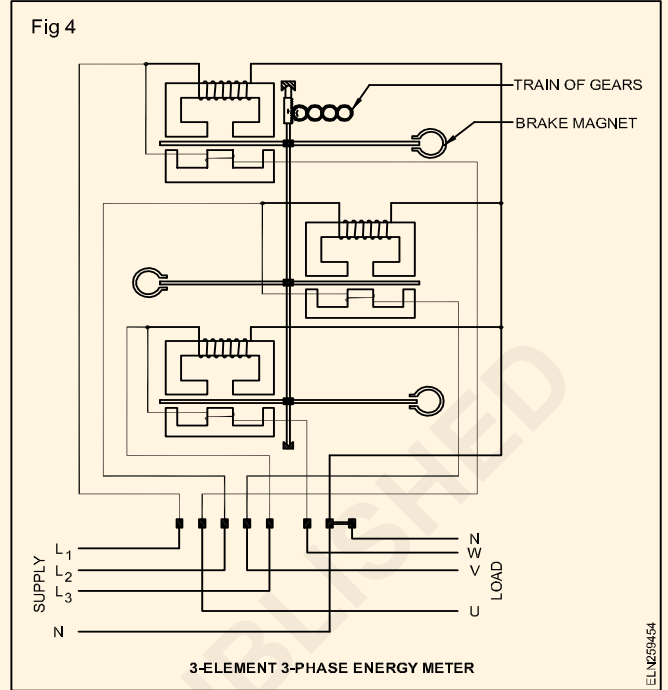 Fig 4
TRAIN OF GEARS
BRAKE MAGNET
SUPPLY
L1
L2
L3
N
N
W
V
U
LOAD
3-ELEMENT 3-PHASE ENERGY METER
ELN259454
BLISHED